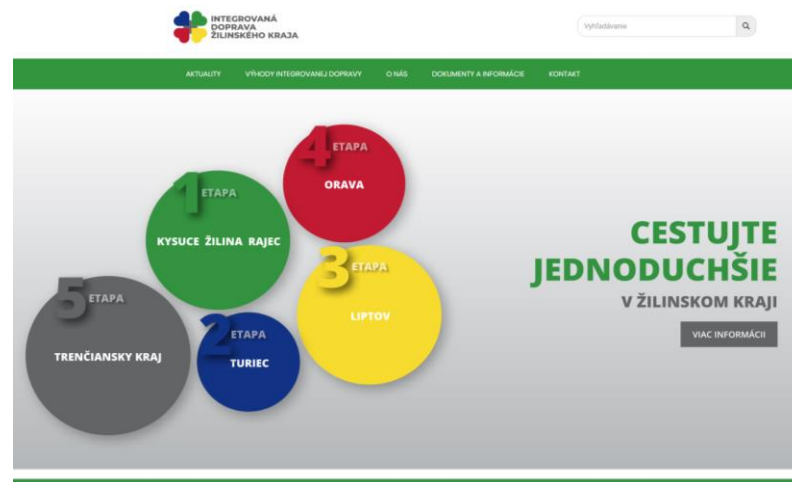 INTEGROVANÁ
DOPRAVA
ŽILINSKÉHO KRAJA
Vyhľadávanie
AKTUALITY VÝHODY INTEGROVANEJ DOPRAVY O NÁS DOKUMENTY A INFORMÁCIE KONTAKT
4 ETAPA
ORAVA
1 ETAPA
KYSUCE ŽILINA RAJEC
3 ETAPA
LIPTOV
5 ETAPA
TRENČIANSKY KRAJ
2 ETAPA
TURIEC
CESTUJTE
JEDNODUCHŠIE
V ŽILINSKOM KRAJI
VIAC INFORMÁCII